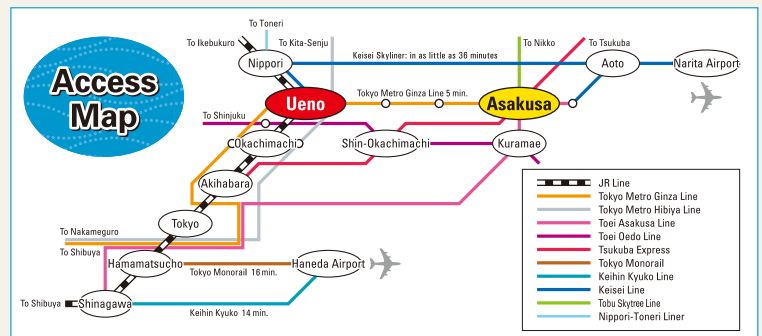 Access
Map
To Toneri
To Ikebukuro
To Kita-Senju
To Nikko
To Tsukuba
Nippori
Keisei Skyliner: in as little as 36 minutes
Aoto
Narita Airport
Ueno
Tokyo Metro Ginza Line 5 min.
Asakusa
To Shinjuku
Okachimachi
Shin-Okachimachi
Kuramae
Akihabara
Tokyo
To Nakameguro
To Shibuya
Hamamatsucho
Tokyo Monorail 16 min.
Haneda Airport
To Shibuya
Shinagawa
Keihin Kyuko 14 min.
JR Line
Tokyo Metro Ginza Line
Tokyo Metro Hibiya Line
Toei Asakusa Line
Toei Oedo Line
Tsukuba Express
Tokyo Monorail
Keihin Kyuko Line
Keisei Line
Tobu Skytree Line
Nippori-Toneri Liner